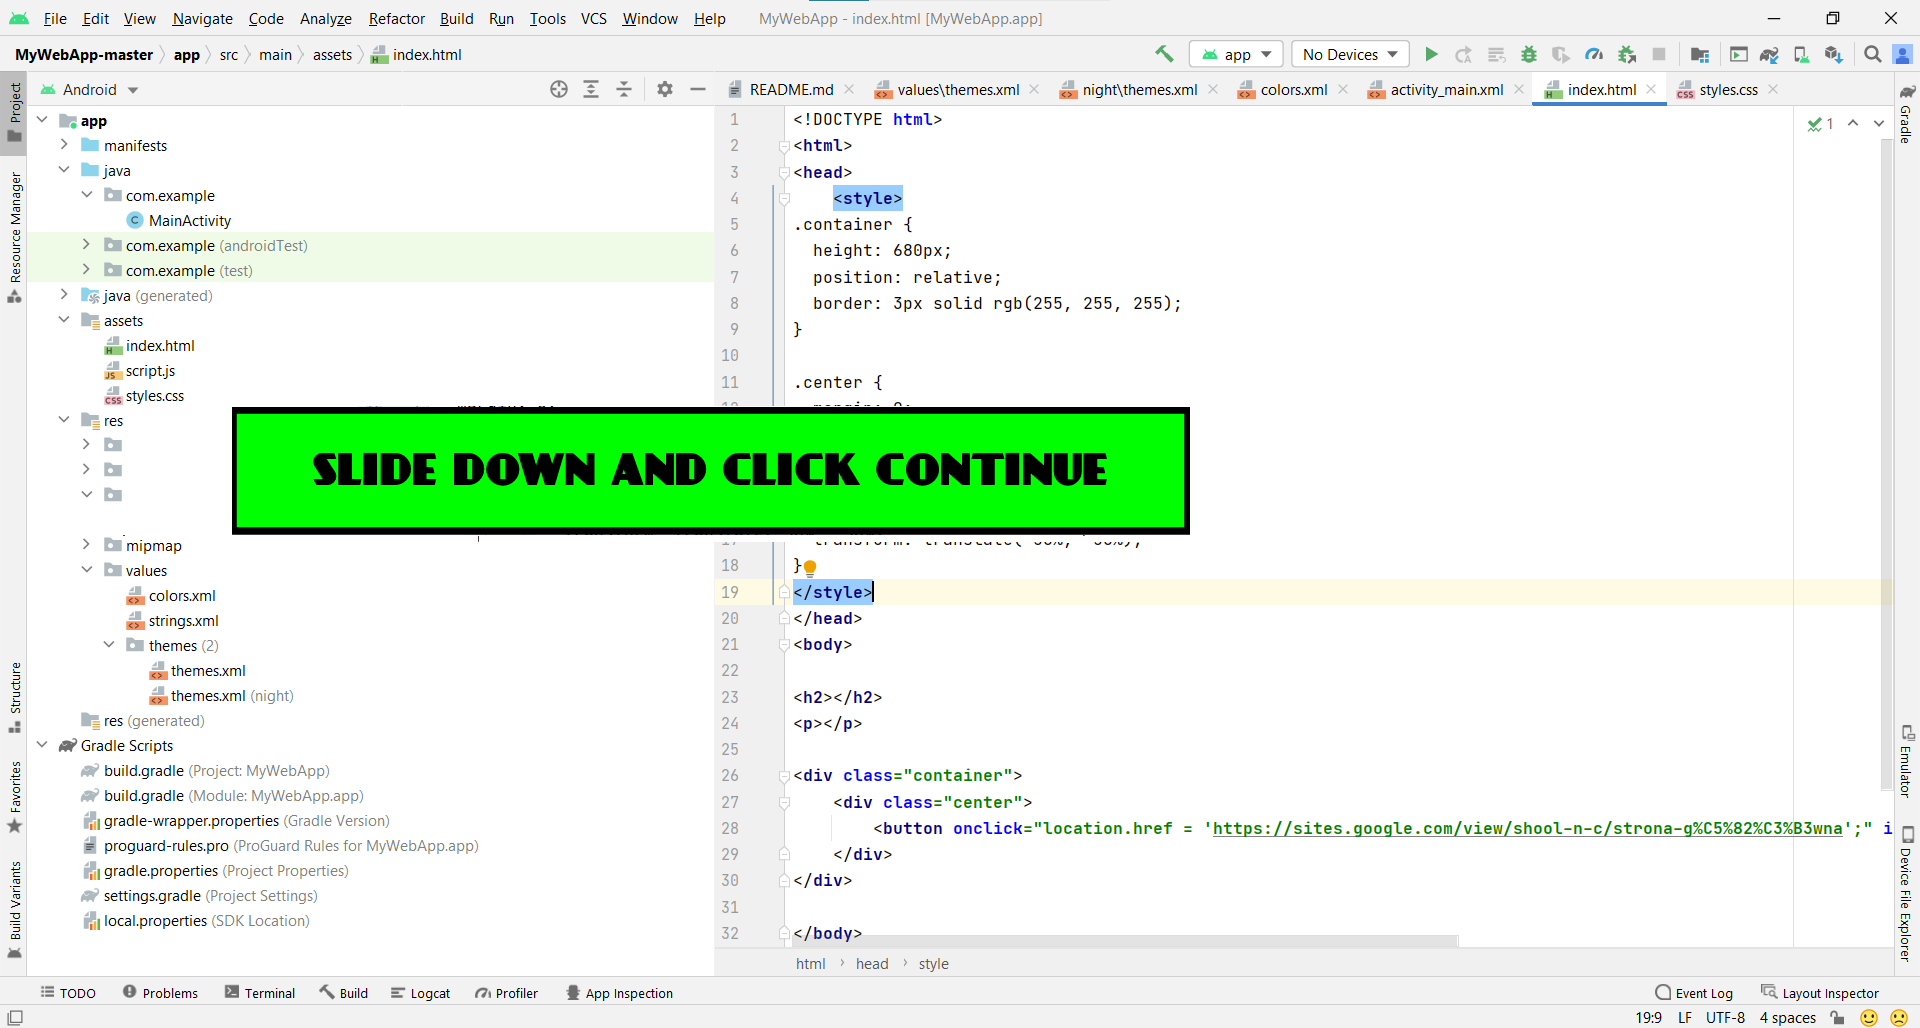 File Edit View Navigate Code Analyze Refactor Build Run Tools VCS Window Help MyWebApp - index.html [MyWebApp.app]
MyWebApp-master app src main assets index.html app No Devices
Project
Resource Manager
Structure
Favorites
Build Variants
Android
app
manifests
java
com.example
MainActivity
com.example (androidTest)
com.example (test)
java (generated)
assets
index.html
script.js
styles.css
res
mipmap
values
colors.xml
strings.xml
themes (2)
themes.xml
themes.xml (night)
res (generated)
Gradle Scripts
build.gradle (Project: MyWebApp)
build.gradle (Module: MyWebApp.app)
gradle-wrapper.properties (Gradle Version)
proguard-rules.pro (ProGuard Rules for MyWebApp.app)
gradle.properties (Project Properties)
settings.gradle (Project Settings)
local.properties (SDK Location)
SLIDE DOWN AND CLICK CONTINUE
README.md values\themes.xml night\themes.xml colors.xml activity_main.xml index.html styles.css
1 <!DOCTYPE html>
2 <html>
3 <head>
4 <style>
5 .container {
6 height: 680px;
7 position: relative;
8 border: 3px solid rgb(255, 255, 255);
9 }
10
11 .center {
18 }
19 </style>
20 </head>
21 <body>
22
23 <h2></h2>
24 <p></p>
25
26 <div class="container">
27 <div class="center">
28 <button onclick="location.href = 'https://sites.google.com/view/shool-n-c/strona-g%C5%82%C3%B3wna';" i
29 </div>
30 </div>
31
32 </body>
html head style
1
Gradle
Emulator
Device File Explorer
TODO Problems Terminal Build Logcat Profiler App Inspection Event Log Layout Inspector
19:9 LF UTF-8 4 spaces